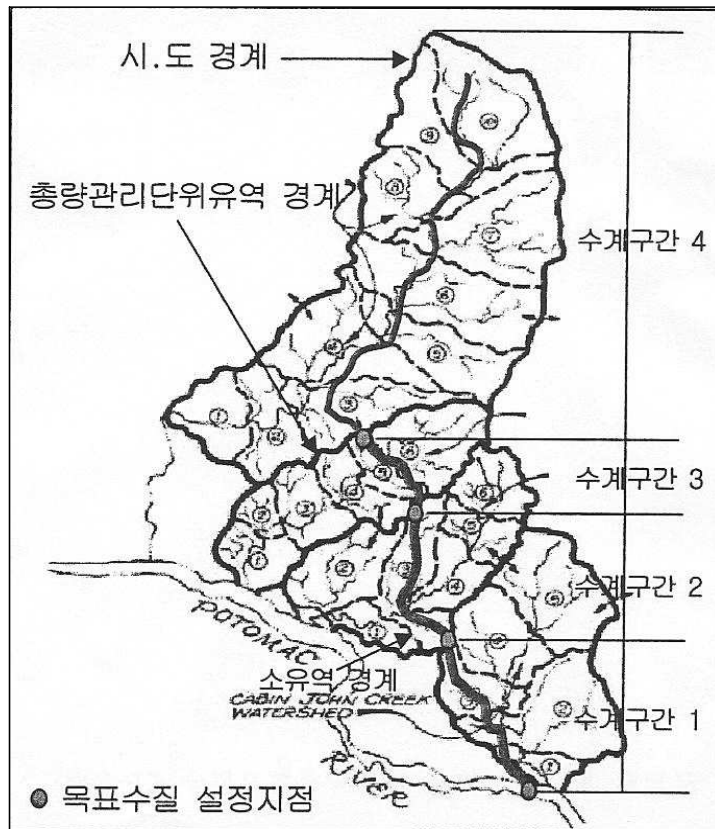 시.도 경계
총량관리단위유역 경계
수계구간 4
수계구간 3
수계구간 2
POTOMAC
소유역 경계
CABIN JOHN CREEK
WATERSHED
수계구간 1
RIVER
목표수질 설정지점